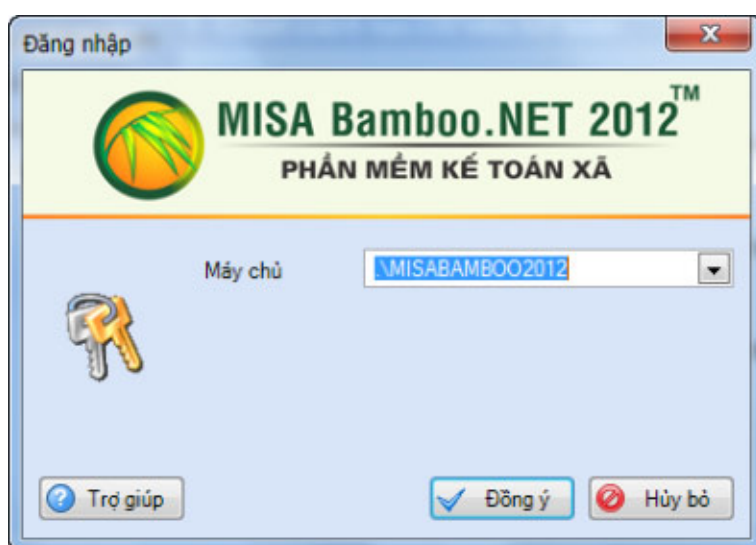 Đăng nhập
MISA Bamboo.NET 2012™
PHẦN MỀM KẾ TOÁN XÃ
Máy chủ .\MISABAMBOO2012
Trợ giúp Đồng ý Hủy bỏ